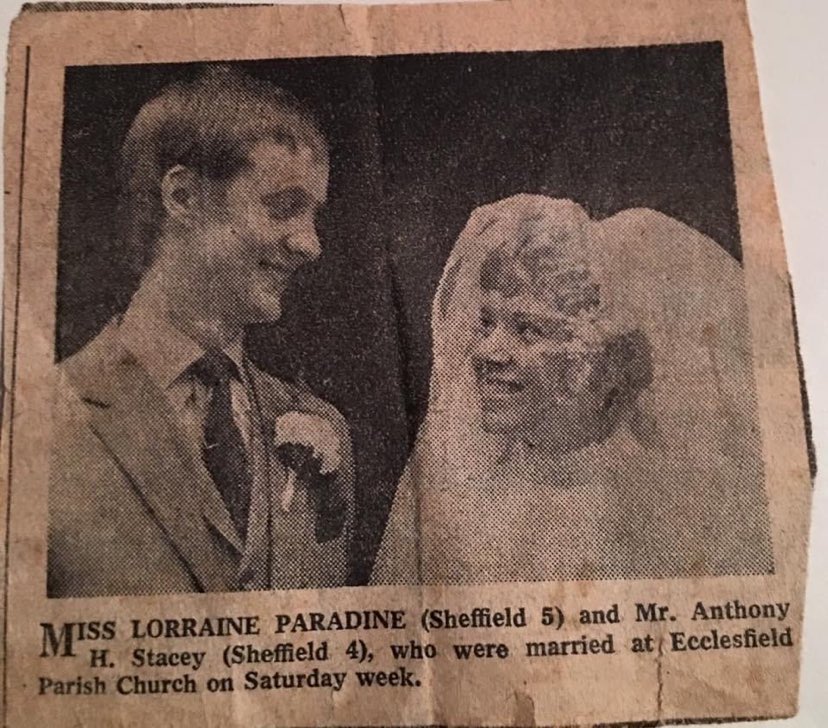 MISS LORRAINE PARADINE (Sheffield 5) and Mr. Anthony
H. Stacey (Sheffield 4), who were married at Ecclesfield
Parish Church on Saturday week.